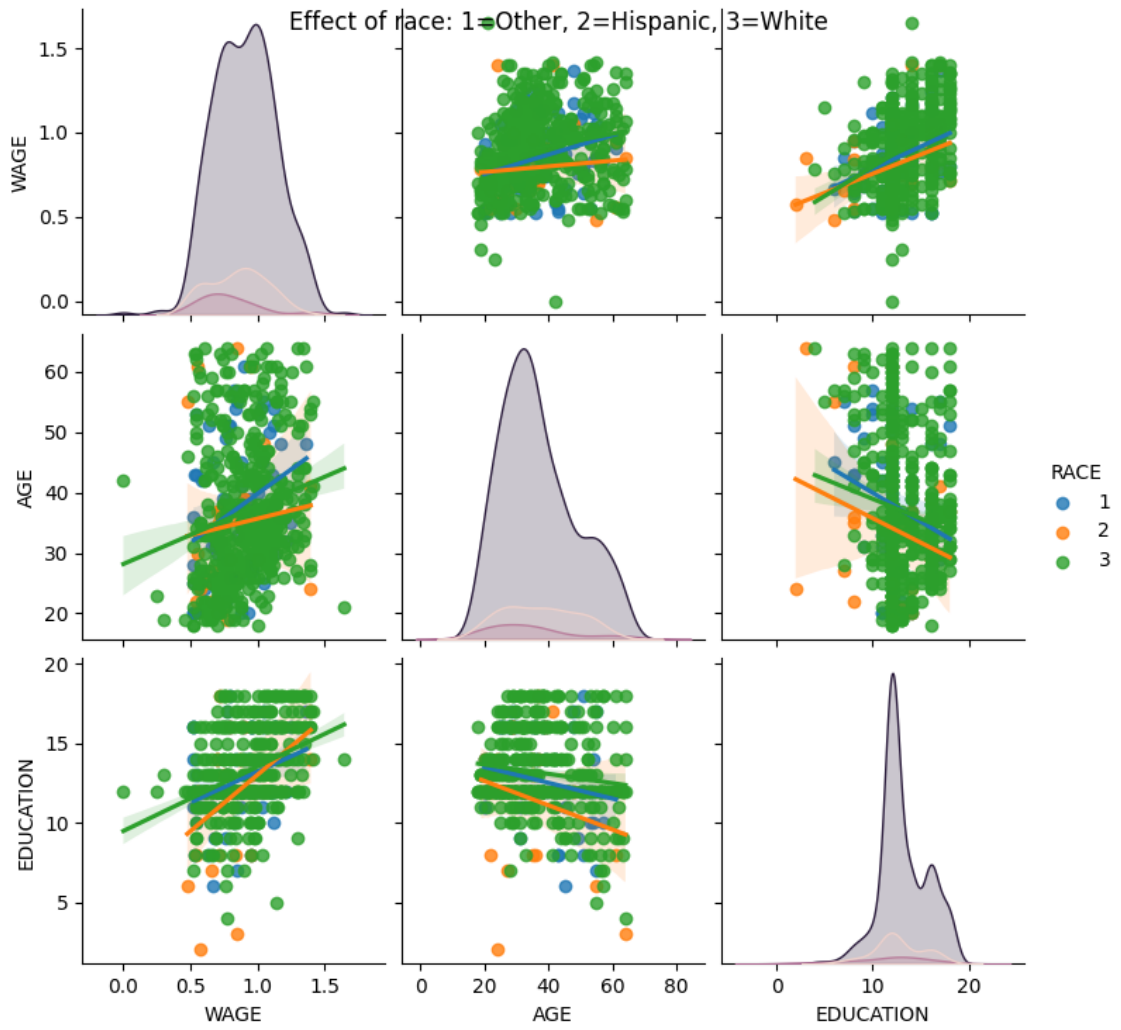 Effect of race: 1=Other, 2=Hispanic, 3=White
1.5
1.0
0.5
0.0
WAGE
60
50
40
30
20
AGE
RACE
1
2
3
20
15
10
5
EDUCATION
0.0 0.5 1.0 1.5
0 20 40 60 80
0 10 20
WAGE
AGE
EDUCATION